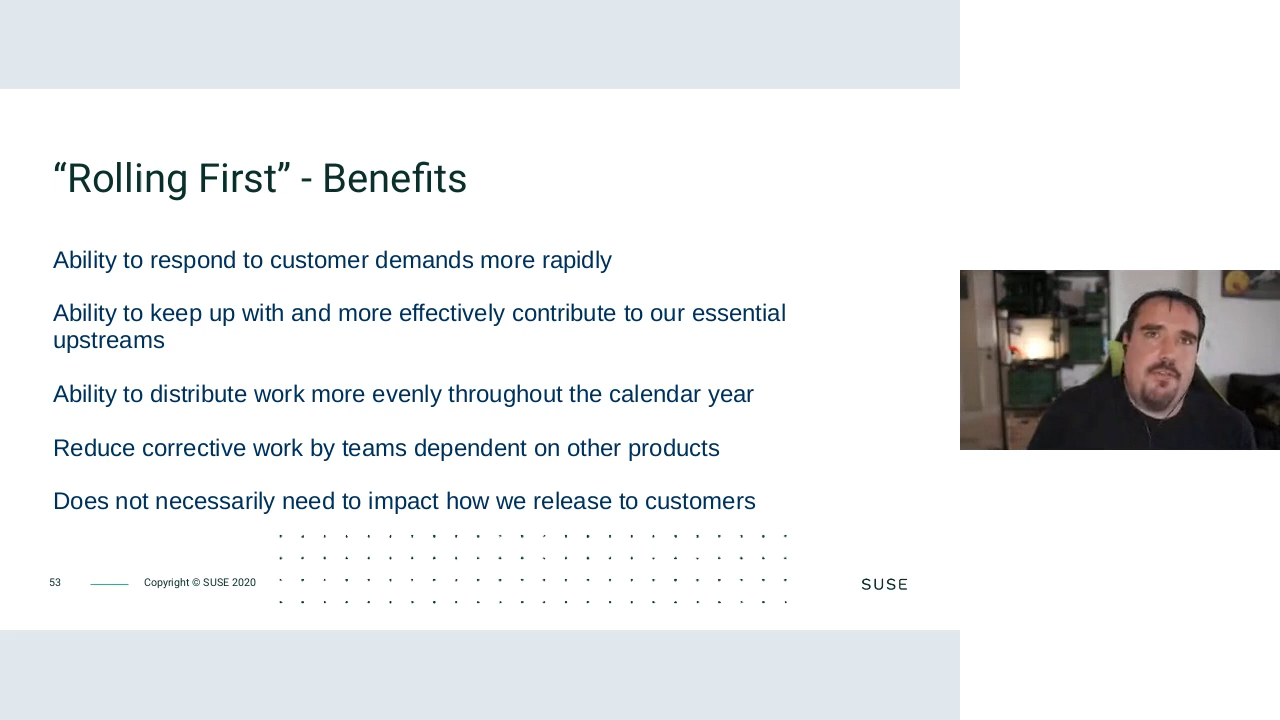 “Rolling First” - Benefits
Ability to respond to customer demands more rapidly
Ability to keep up with and more effectively contribute to our essential
upstreams
Ability to distribute work more evenly throughout the calendar year
Reduce corrective work by teams dependent on other products
Does not necessarily need to impact how we release to customers
53
Copyright © SUSE 2020
SUSE